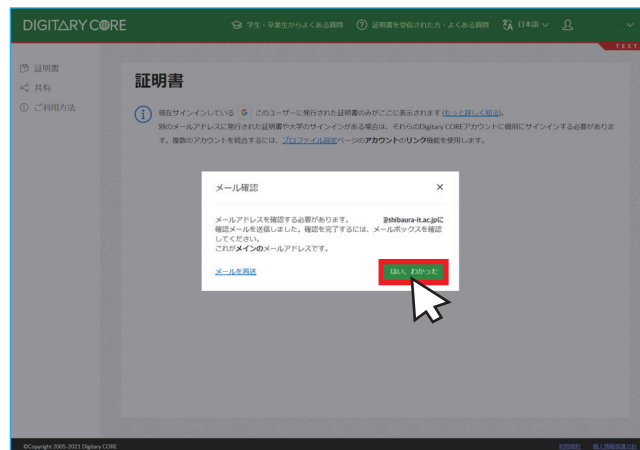 DIGITARY CORE
学生・卒業生からよくある質問
証明書を受信された方・よくある質問
日本語
TEST
証明書
共有
ご利用方法
証明書
現在サインインしている G このユーザーに発行された証明書のみがここに表示されます (もっと詳しく知る)。
別のメールアドレスに発行された証明書や大学のサインインがある場合は、それらのDigitary COREアカウントに個別にサインインする必要がありま
す。複数のアカウントを統合するには、プロファイル設定ページのアカウントのリンク機能を使用します。
メール確認
×
メールアドレスを確認する必要があります。 @shibaura-it.ac.jpに
確認メールを送信しました。確認を完了するには、メールボックスを確認
してください。
これがメインのメールアドレスです。
メールを再送
はい、わかった
©Copyright 2005-2021 Digitary CORE
利用規約
個人情報保護方針